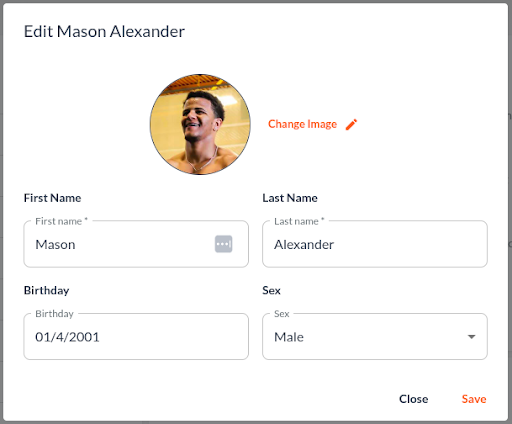 Edit Mason Alexander
Change Image
First Name
Last Name
First name *
Last name *
Mason
Alexander
Birthday
Sex
Birthday
Sex
01/4/2001
Male
Close
Save